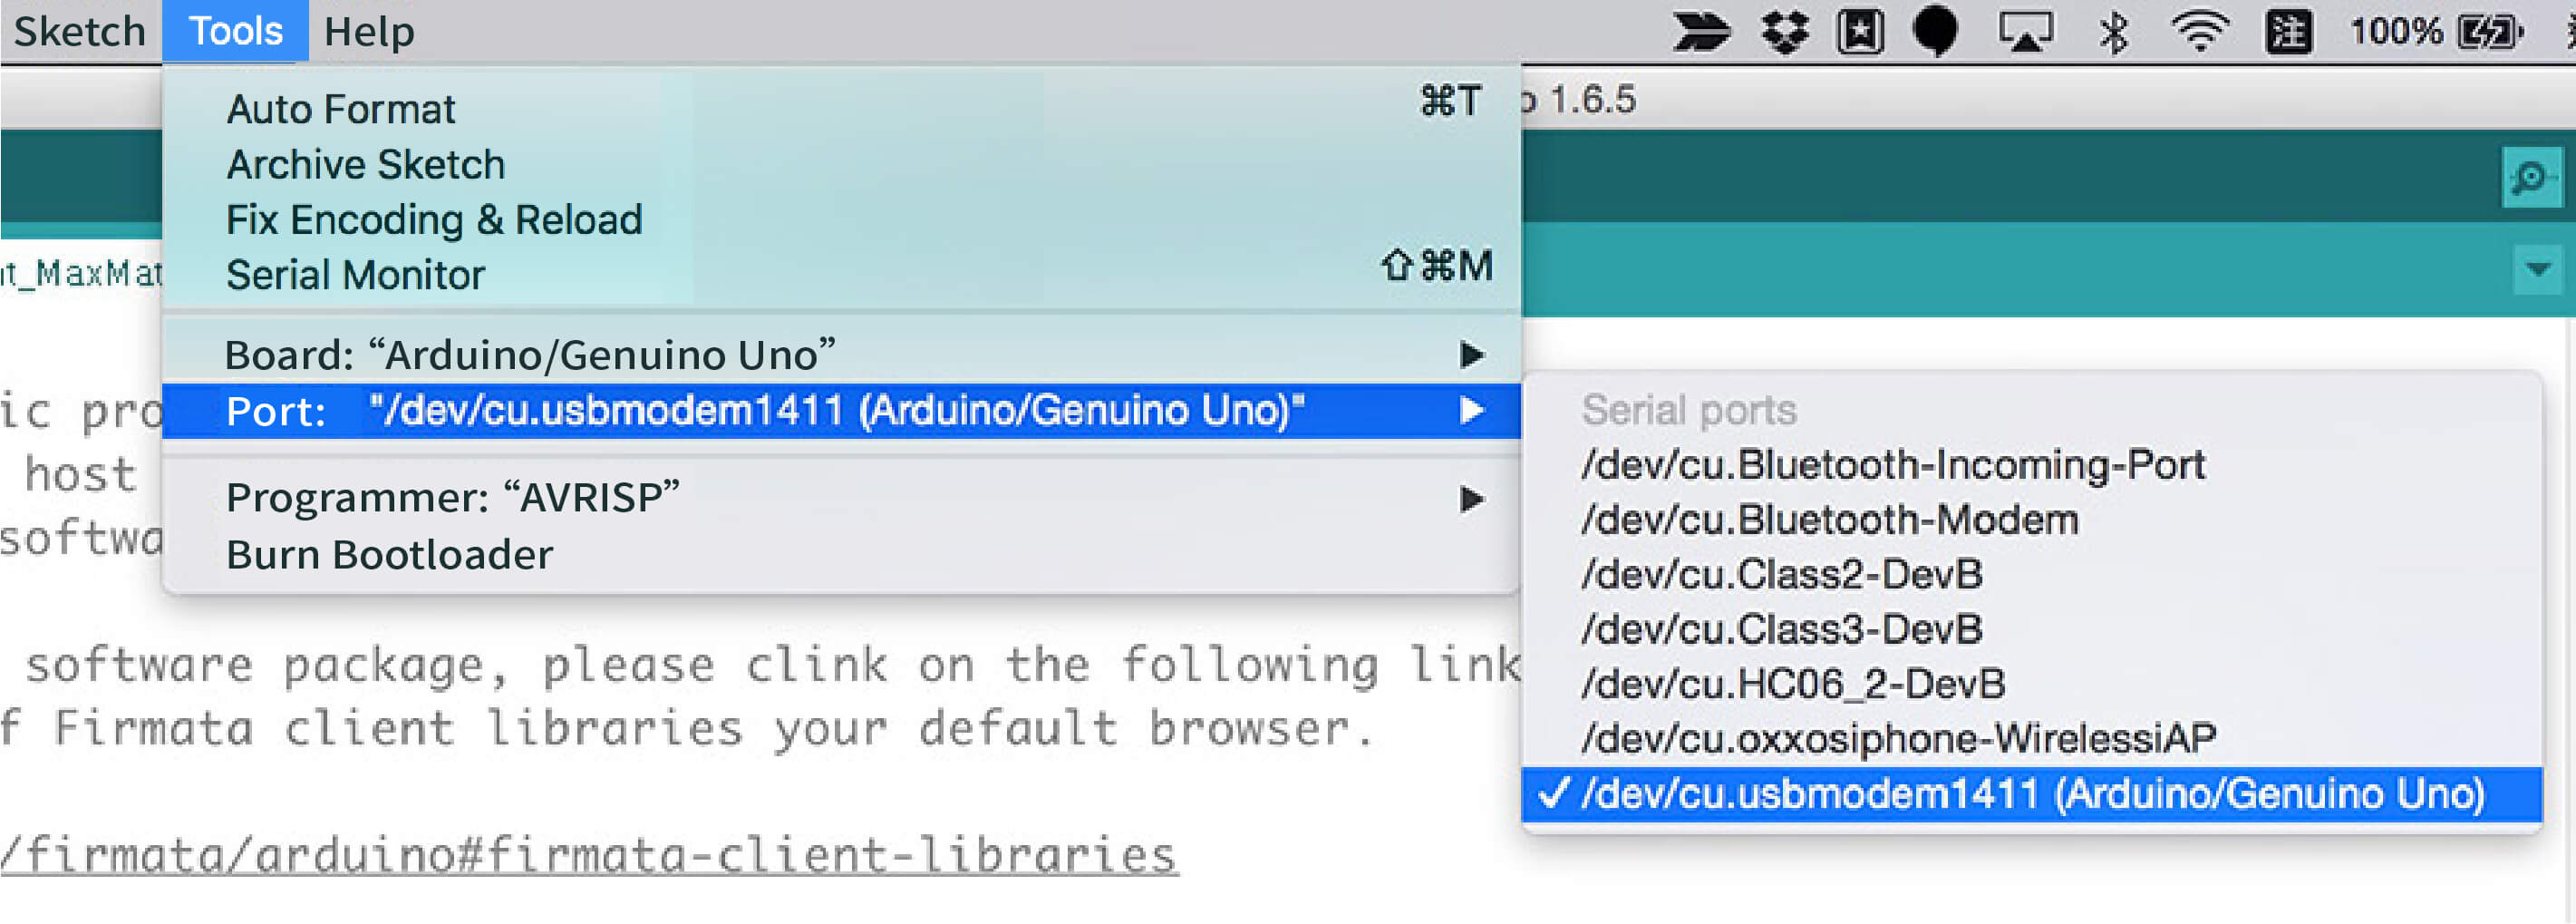 Sketch Tools Help 注 100%
1.6.5
Auto Format ⌘T
Archive Sketch
Fix Encoding & Reload
Serial Monitor ⇧⌘M
Board: “Arduino/Genuino Uno”
Port: "/dev/cu.usbmodem1411 (Arduino/Genuino Uno)"
Programmer: “AVRISP”
Burn Bootloader
Serial ports
/dev/cu.Bluetooth-Incoming-Port
/dev/cu.Bluetooth-Modem
/dev/cu.Class2-DevB
/dev/cu.Class3-DevB
/dev/cu.HC06_2-DevB
/dev/cu.oxxosiphone-WirelessiAP
✓ /dev/cu.usbmodem1411 (Arduino/Genuino Uno)
t_MaxMat
ic pro
host
softwa
software package, please clink on the following link
f Firmata client libraries your default browser.
/firmata/arduino#firmata-client-libraries